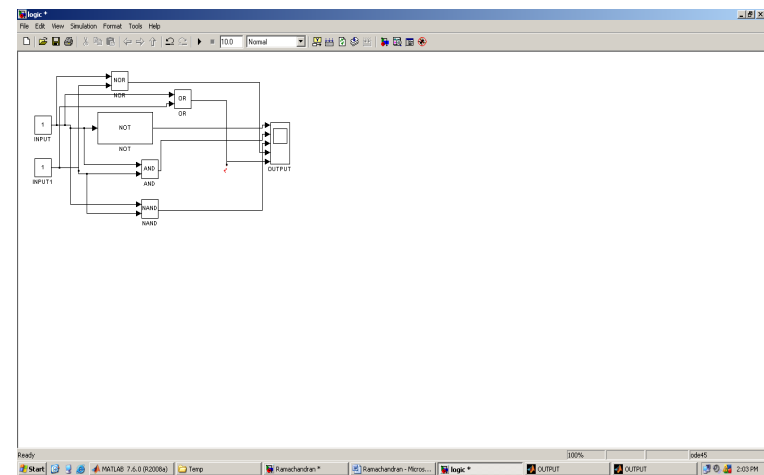 logic *
File Edit View Simulation Format Tools Help
10.0 Normal
NOR
NOR
OR
OR
1
INPUT
NOT
NOT
1
INPUT1
AND
AND
OUTPUT
NAND
NAND
Ready 100% ode45
Start MATLAB 7.6.0 (R2008a) Temp Ramachandran * Ramachandran - Micros... logic * OUTPUT OUTPUT 2:03 PM